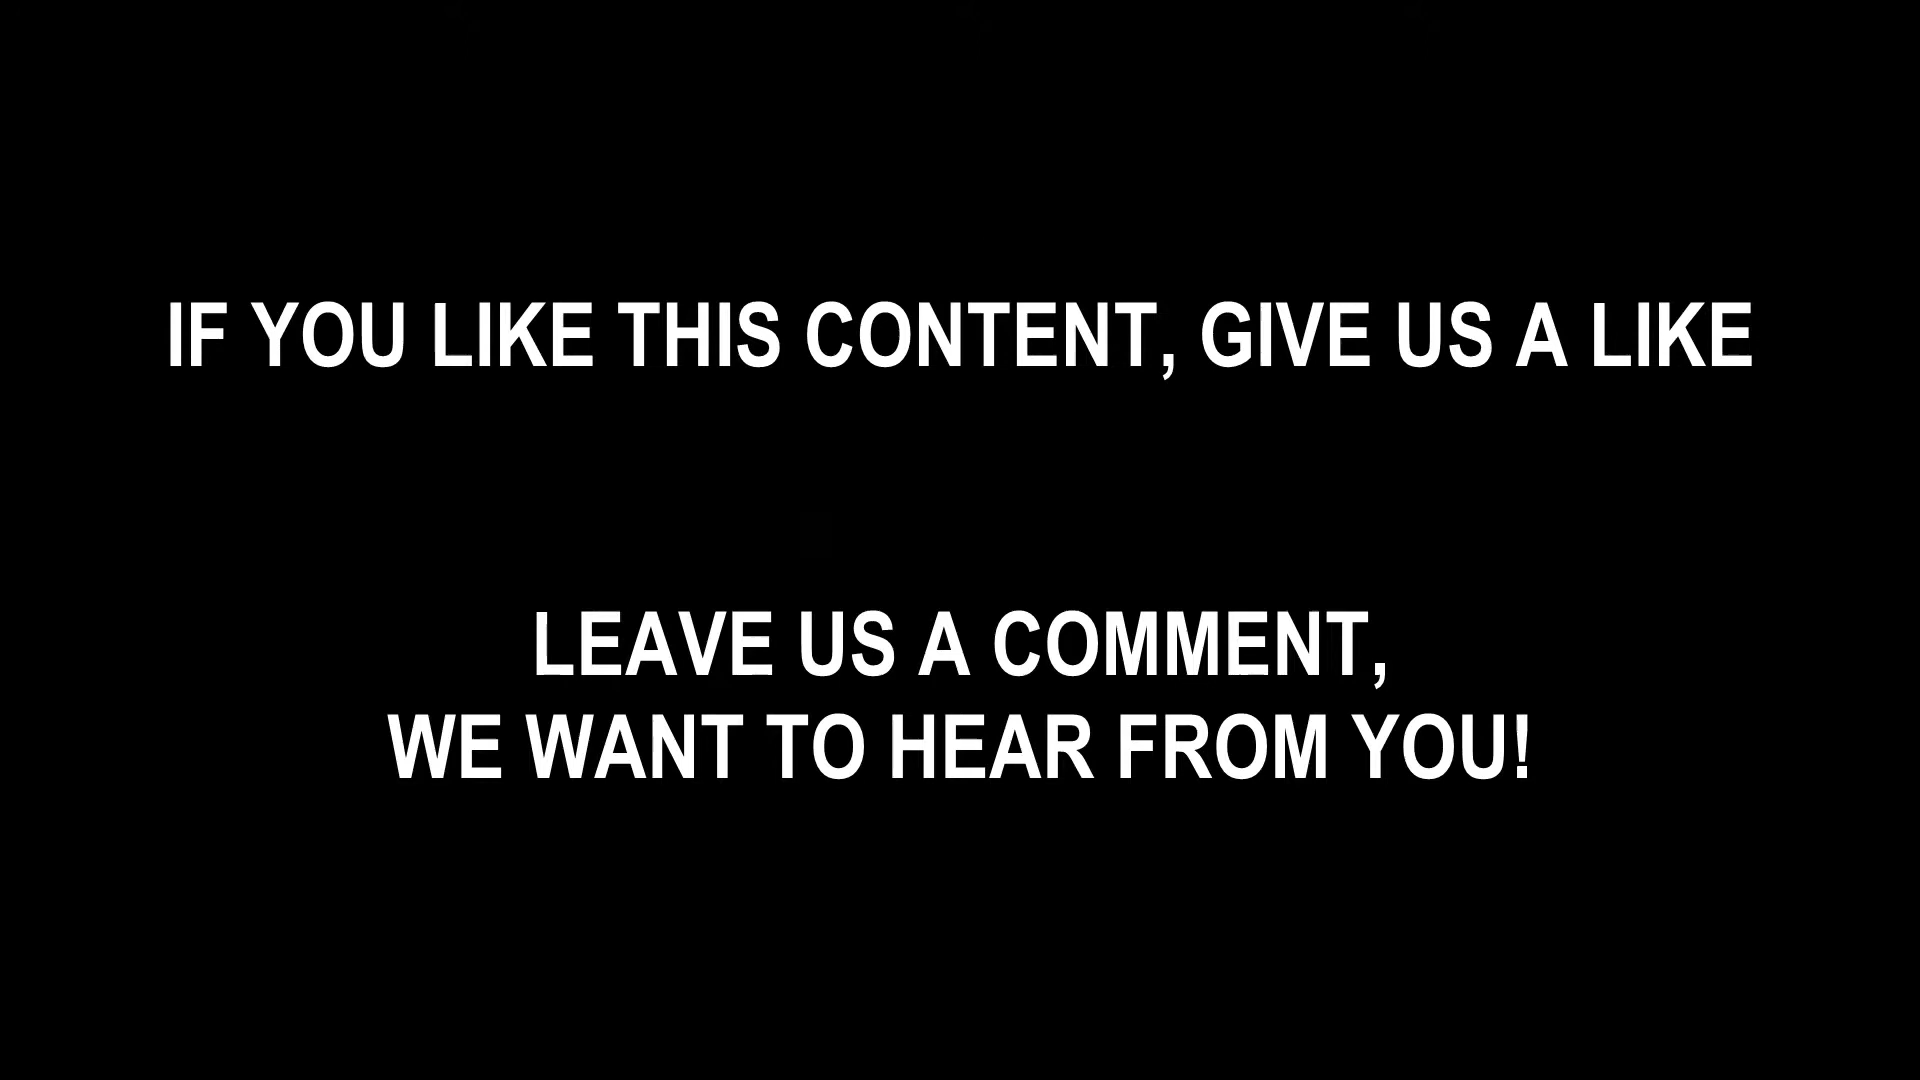 IF YOU LIKE THIS CONTENT, GIVE US A LIKE
LEAVE US A COMMENT,
WE WANT TO HEAR FROM YOU!